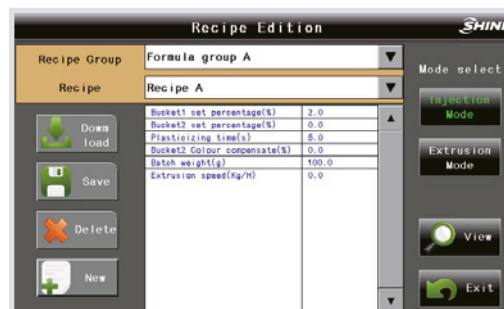 Recipe Edition
SHINI
Recipe Group
Formula group A
Recipe
Recipe A
Mode select
Injection
Mode
Extrusion
Mode
Down
load
Save
Delete
New
Bucket1 set percentage(%) 2.0
Bucket2 set percentage(%) 0.0
Plasticizing time(s) 5.0
Bucket2 Colour compensate(%) 0.0
Batch weight(g) 100.0
Extrusion speed(Kg/H) 0.0
View
Exit